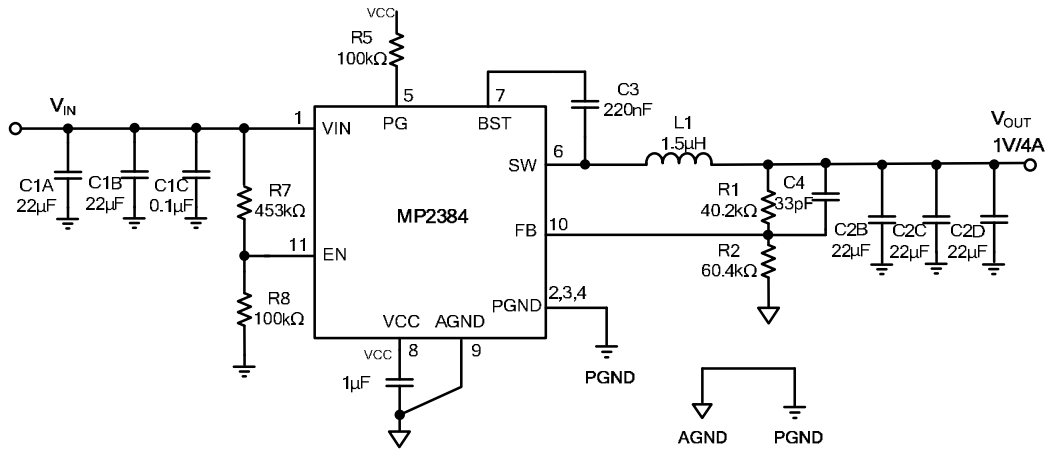 VCC
R5
100kΩ
5
7
C3
220nF
VIN
1
VIN
PG
BST
L1
1.5µH
VOUT
1V/4A
6
SW
C1A
22µF
C1B
22µF
C1C
0.1µF
R7
453kΩ
MP2384
R1
40.2kΩ
C4
33pF
FB
10
C2B
22µF
C2C
22µF
C2D
22µF
11
EN
R2
60.4kΩ
R8
100kΩ
PGND
2,3,4
VCC
AGND
VCC
8
9
1µF
PGND
AGND
PGND